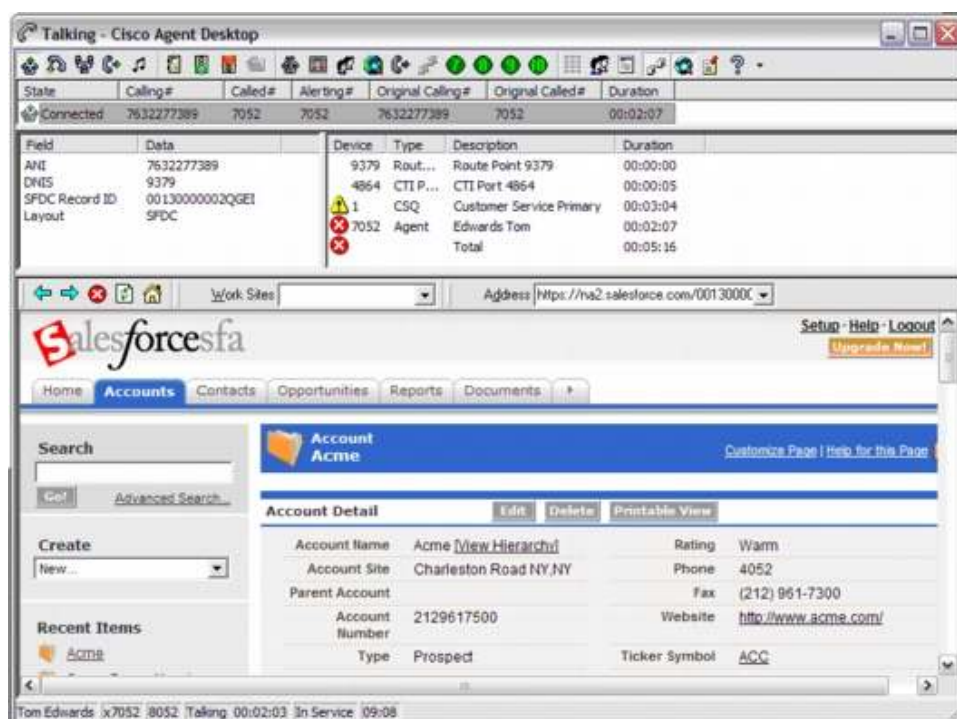 Talking - Cisco Agent Desktop
State Calling# Called# Alerting# Original Calling# Original Called# Duration
Connected 7632277389 7052 7052 7632277389 7052 00:02:07
Field Data Device Type Description Duration
ANI 7632277389 9379 Rout... Route Point 9379 00:00:00
DNIS 9379 4864 CTI P... CTI Port 4864 00:00:05
SFDC Record ID 00130000002QGEI 1 CSQ Customer Service Primary 00:03:04
Layout SFDC 7052 Agent Edwards Tom 00:02:07
Total 00:05:16
Work Sites Address https://na2.salesforce.com/0013000
Salesforcesfa Setup · Help · Logout
Upgrade Now!
Home Accounts Contacts Opportunities Reports Documents
Search Account
Acme Customize Page | Help for this Page
Go! Advanced Search...
Account Detail Edit Delete Printable View
Create Account Name Acme [View Hierarchy] Rating Warm
New... Account Site Charleston Road NY,NY Phone 4052
Parent Account Fax (212) 961-7300
Recent Items Account Number 2129617500 Website http://www.acme.com/
Acme Type Prospect Ticker Symbol ACC
Tom Edwards x7052 8052 Talking 00:02:03 In Service 09:08